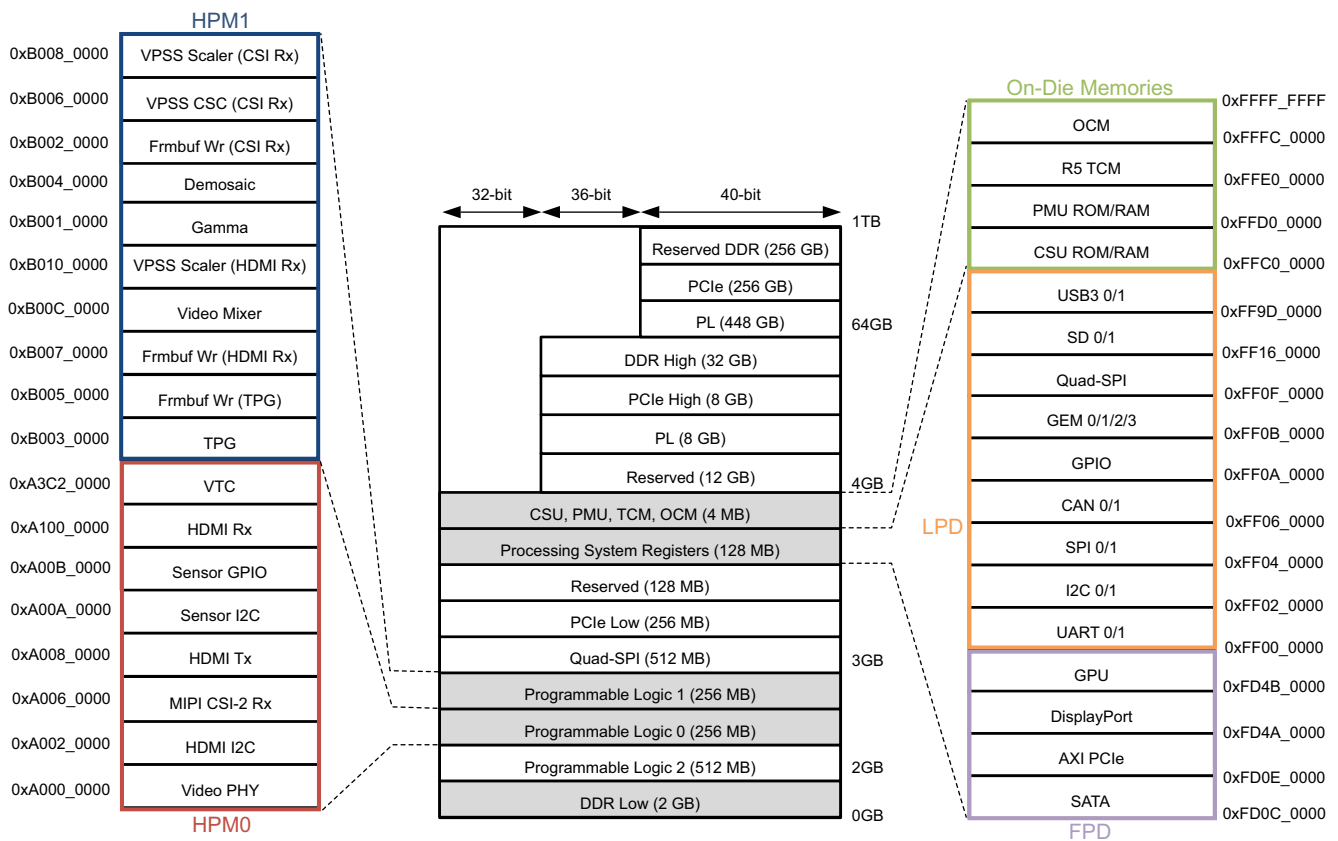 HPM1
0xB008_0000 VPSS Scaler (CSI Rx)
0xB006_0000 VPSS CSC (CSI Rx)
0xB002_0000 Frmbuf Wr (CSI Rx)
0xB004_0000 Demosaic
0xB001_0000 Gamma
0xB010_0000 VPSS Scaler (HDMI Rx)
0xB00C_0000 Video Mixer
0xB007_0000 Frmbuf Wr (HDMI Rx)
0xB005_0000 Frmbuf Wr (TPG)
0xB003_0000 TPG
0xA3C2_0000 VTC
0xA100_0000 HDMI Rx
0xA00B_0000 Sensor GPIO
0xA00A_0000 Sensor I2C
0xA008_0000 HDMI Tx
0xA006_0000 MIPI CSI-2 Rx
0xA002_0000 HDMI I2C
0xA000_0000 Video PHY
HPM0
32-bit 36-bit 40-bit
1TB
Reserved DDR (256 GB)
PCIe (256 GB)
PL (448 GB) 64GB
DDR High (32 GB)
PCIe High (8 GB)
PL (8 GB)
Reserved (12 GB) 4GB
CSU, PMU, TCM, OCM (4 MB)
Processing System Registers (128 MB)
Reserved (128 MB)
PCIe Low (256 MB)
Quad-SPI (512 MB) 3GB
Programmable Logic 1 (256 MB)
Programmable Logic 0 (256 MB)
Programmable Logic 2 (512 MB) 2GB
DDR Low (2 GB) 0GB
On-Die Memories
0xFFFF_FFFF
OCM 0xFFFC_0000
R5 TCM 0xFFE0_0000
PMU ROM/RAM 0xFFD0_0000
CSU ROM/RAM 0xFFC0_0000
USB3 0/1 0xFF9D_0000
SD 0/1 0xFF16_0000
Quad-SPI 0xFF0F_0000
GEM 0/1/2/3 0xFF0B_0000
GPIO 0xFF0A_0000
CAN 0/1 0xFF06_0000
LPD
SPI 0/1 0xFF04_0000
I2C 0/1 0xFF02_0000
UART 0/1 0xFF00_0000
GPU 0xFD4B_0000
DisplayPort 0xFD4A_0000
AXI PCIe 0xFD0E_0000
SATA 0xFD0C_0000
FPD